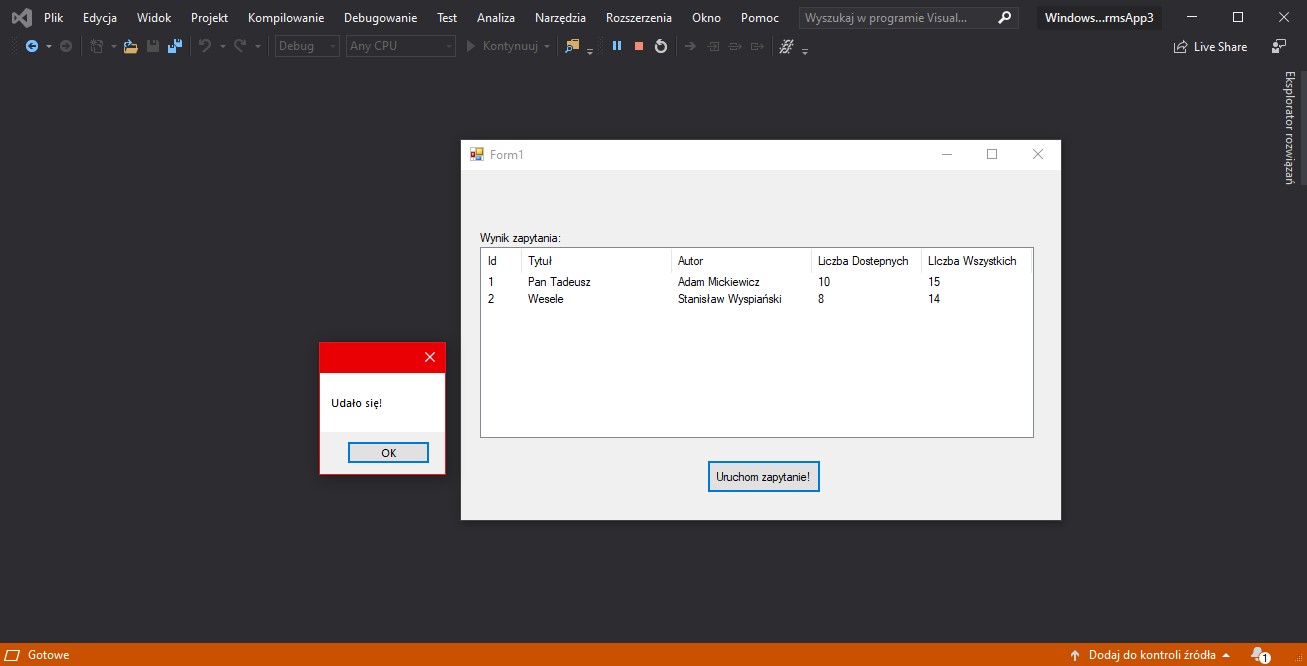 Plik Edycja Widok Projekt Kompilowanie Debugowanie Test Analiza Narzędzia Rozszerzenia Okno Pomoc Wyszukaj w programie Visual... Windows...rmsApp3
Debug Any CPU Kontynuuj Live Share
Eksplorator rozwiązań
Form1
Wynik zapytania:
Id Tytuł Autor Liczba Dostepnych LIczba Wszystkich
1 Pan Tadeusz Adam Mickiewicz 10 15
2 Wesele Stanisław Wyspiański 8 14
Udało się!
OK
Uruchom zapytanie!
Gotowe Dodaj do kontroli źródła 1